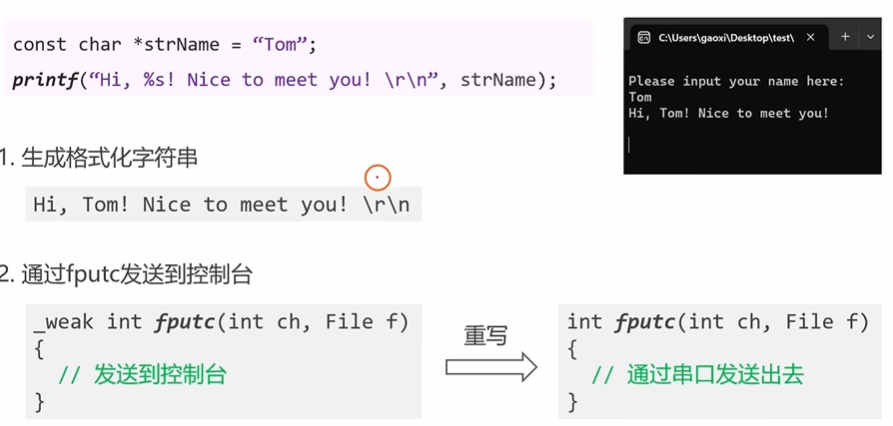 const char *strName = “Tom”;
printf(“Hi, %s! Nice to meet you! \r\n”, strName);
C:\Users\gaoxi\Desktop\test\
Please input your name here:
Tom
Hi, Tom! Nice to meet you!
1. 生成格式化字符串
Hi, Tom! Nice to meet you! \r\n
2. 通过fputc发送到控制台
_weak int fputc(int ch, File f)
{
// 发送到控制台
}
重写
int fputc(int ch, File f)
{
// 通过串口发送出去
}